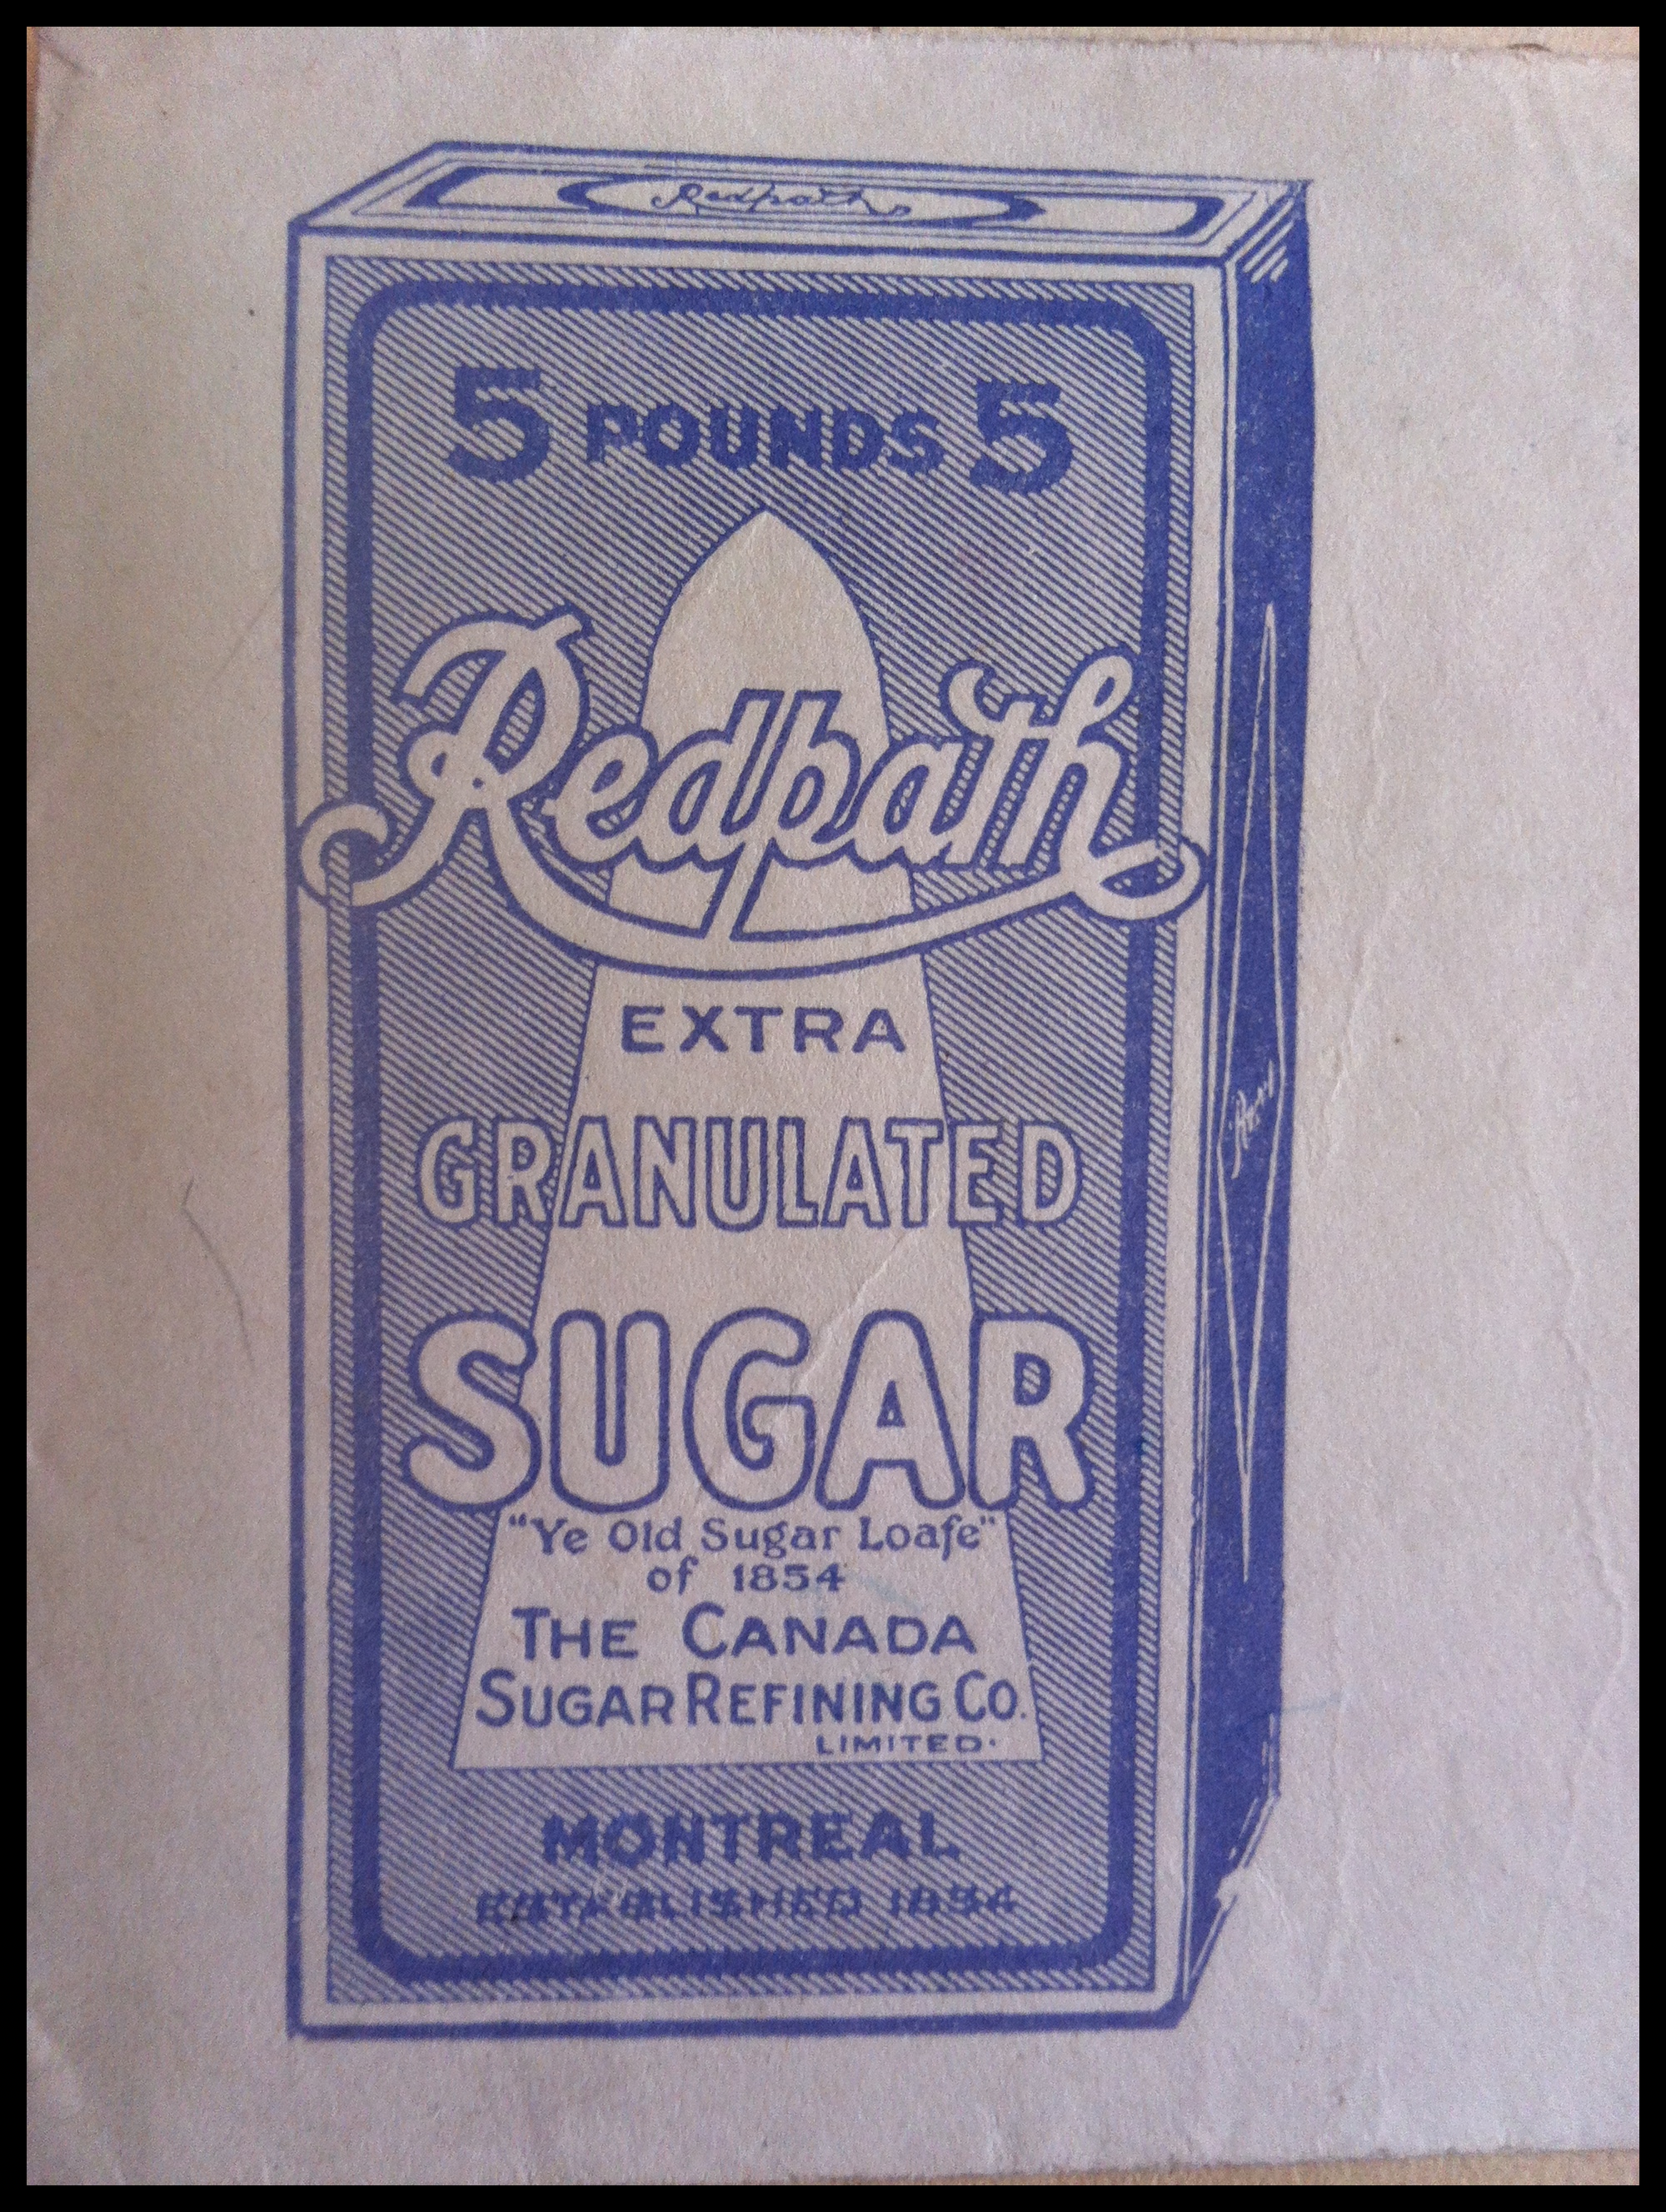 Redpath
5 POUNDS 5
Redpath
EXTRA
GRANULATED
SUGAR
"Ye Old Sugar Loafe"
of 1854
THE CANADA
SUGAR REFINING CO.
LIMITED.
MONTREAL
ESTABLISHED 1854